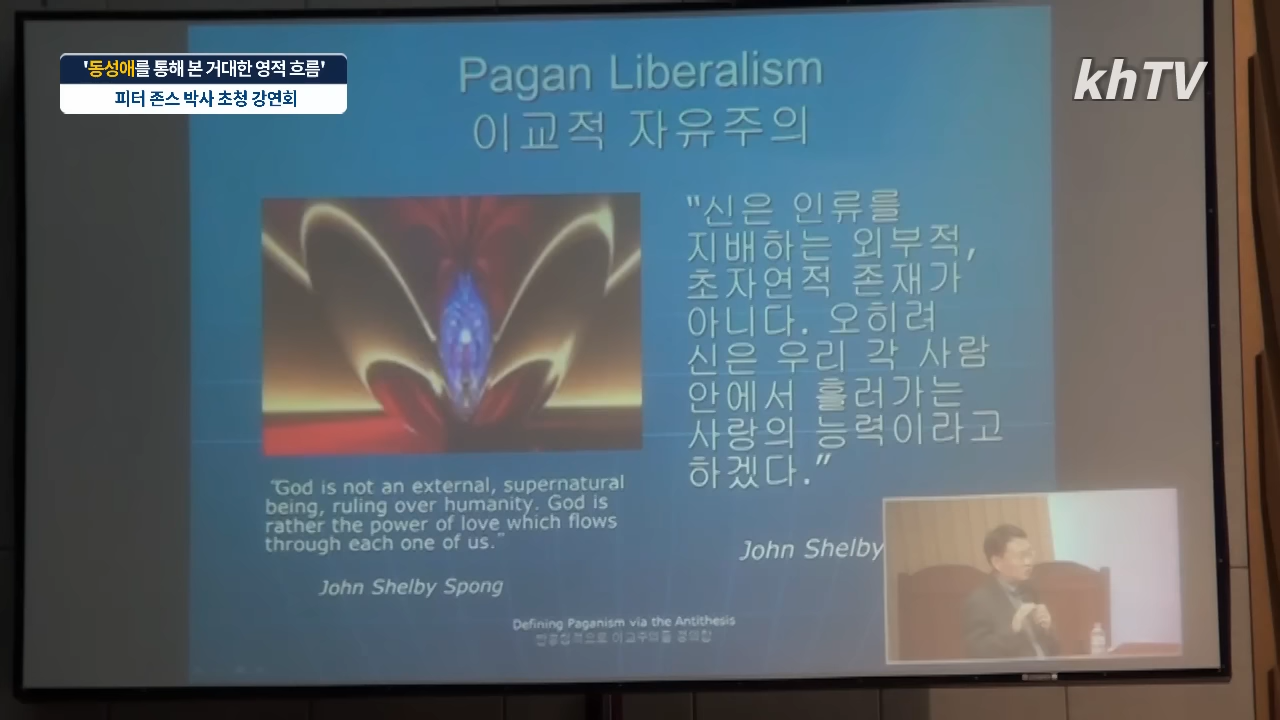 '동성애를 통해 본 거대한 영적 흐름'
피터 존스 박사 초청 강연회
khTV
Pagan Liberalism
이교적 자유주의
"신은 인류를
지배하는 외부적,
초자연적 존재가
아니다. 오히려
신은 우리 각 사람
안에서 흘러가는
사랑의 능력이라고
하겠다."
John Shelby
"God is not an external, supernatural
being, ruling over humanity. God is
rather the power of love which flows
through each one of us."
John Shelby Spong
Defining Paganism via the Antithesis